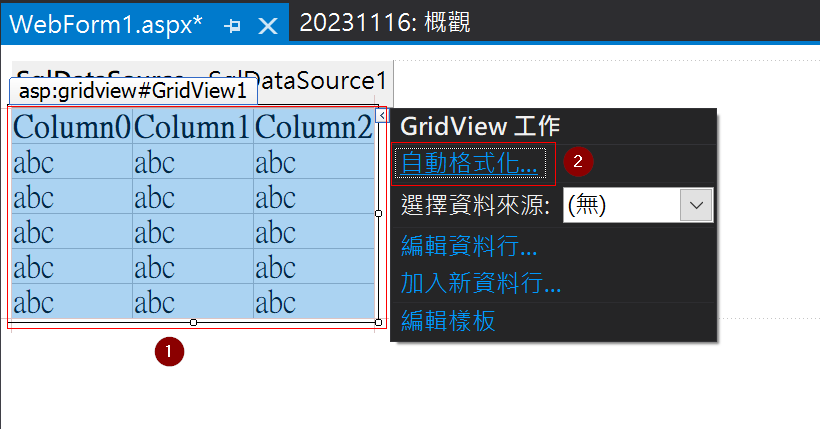 WebForm1.aspx*
20231116: 概觀
SqlDataSource - SqlDataSource1
asp:gridview#GridView1
Column0 Column1 Column2
abc abc abc
abc abc abc
abc abc abc
abc abc abc
abc abc abc
GridView 工作
自動格式化...
2
選擇資料來源: (無)
編輯資料行...
加入新資料行...
編輯樣板
1